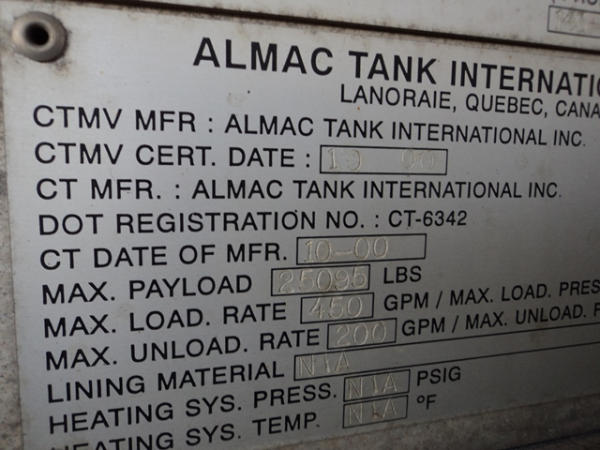 ALMAC TANK INTERNATIO
LANORAIE, QUEBEC, CANA
CTMV MFR : ALMAC TANK INTERNATIONAL INC.
CTMV CERT. DATE : 10 00
CT MFR. : ALMAC TANK INTERNATIONAL INC.
DOT REGISTRATION NO. : CT-6342
CT DATE OF MFR. 10-00
MAX. PAYLOAD 25095 LBS
MAX. LOAD. RATE 450 GPM / MAX. LOAD. PRES
MAX. UNLOAD. RATE 200 GPM / MAX. UNLOAD. P
LINING MATERIAL N/A
HEATING SYS. PRESS. N/A PSIG
HEATING SYS. TEMP. N/A °F